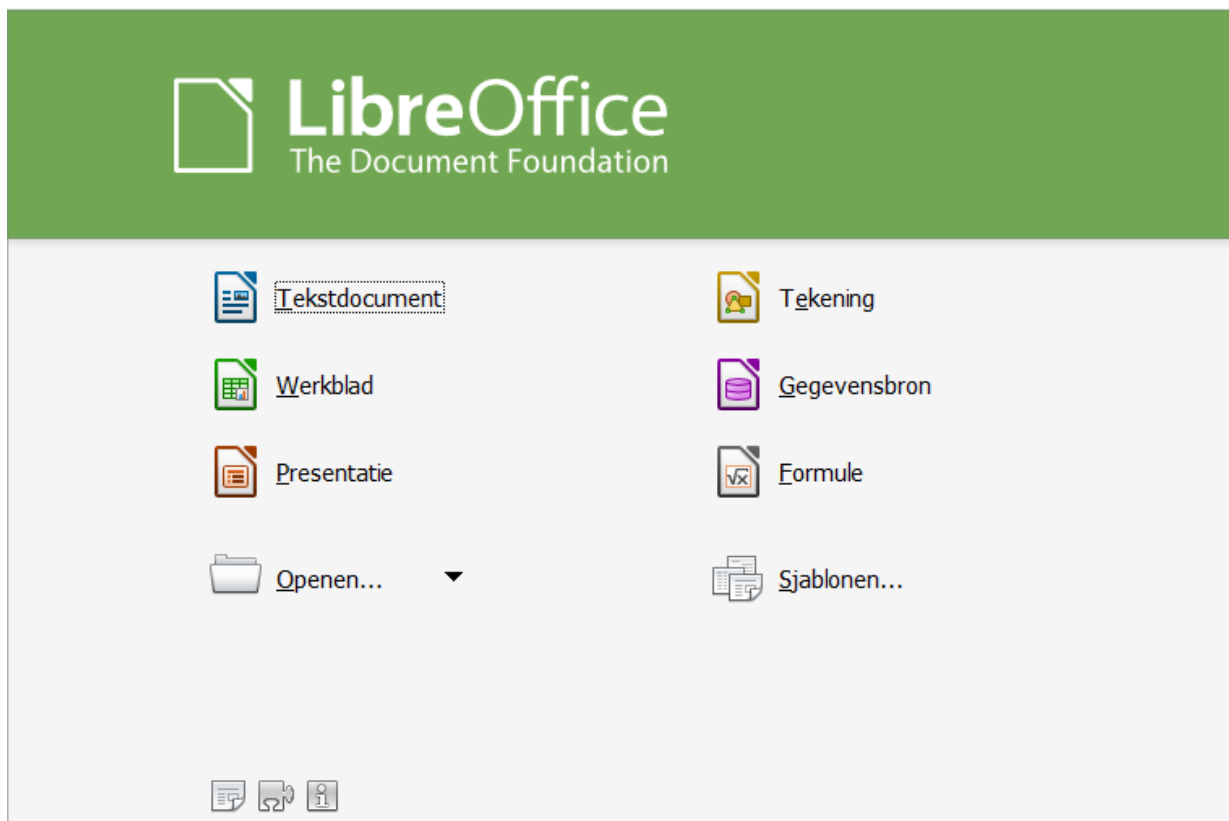 LibreOffice
The Document Foundation
Tekstdocument
Tekening
Werkblad
Gegevensbron
Presentatie
Formule
Openen...
Sjablonen...